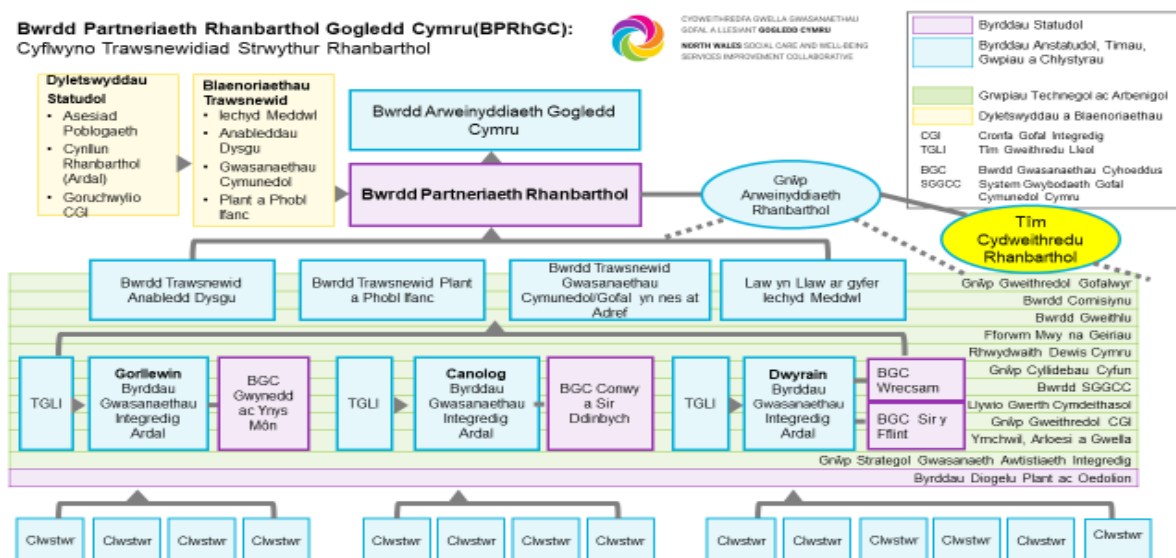 Bwrdd Partneriaeth Rhanbarthol Gogledd Cymru(BPRhGC):
Cyflwyno Trawsnewidiad Strwythur Rhanbarthol
CYDWEITHREDFA GWELLA GWASANAETHAU
GOFAL A LLESIANT GOGLEDD CYMRU
NORTH WALES SOCIAL CARE AND WELL-BEING
SERVICES IMPROVEMENT COLLABORATIVE
Byrddau Statudol
Byrddau Anstatudol, Timau,
Gwpiau a Chlystyrau
Grwpiau Technegol ac Arbenigol
Dyletswyddau a Blaenoriaethau
CGI Cronfa Gofal Integredig
TGLI Tîm Gweithredu Lleol
BGC Bwrdd Gwasanaethau Cyhoeddus
SGGCC System Gwybodaeth Gofal
Cymunedol Cymru
Dyletswyddau
Statudol
• Asesiad
Poblogaeth
• Cynllun
Rhanbarthol
(Ardal)
• Goruchwylio
CGI
Blaenoriaethau
Trawsnewid
• Iechyd Meddwl
• Anableddau
Dysgu
• Gwasanaethau
Cymunedol
• Plant a Phobl
Ifanc
Bwrdd Arweinyddiaeth Gogledd
Cymru
Bwrdd Partneriaeth Rhanbarthol
Grŵp
Arweinyddiaeth
Rhanbarthol
Tîm
Cydweithredu
Rhanbarthol
Bwrdd Trawsnewid
Anabledd Dysgu
Bwrdd Trawsnewid Plant
a Phobl Ifanc
Bwrdd Trawsnewid
Gwasanaethau
Cymunedol/Gofal yn nes at
Adref
Law yn Llaw ar gyfer
Iechyd Meddwl
Grŵp Gweithredol Gofalwyr
Bwrdd Comisiynu
Bwrdd Gweithlu
Fforwm Mwy na Geiriau
Rhwydwaith Dewis Cymru
Grŵp Cyllidebau Cyfun
Bwrdd SGGCC
Llywio Gwerth Cymdeithasol
Grŵp Gweithredol CGI
Ymchwil, Arloesi a Gwella
Grŵp Strategol Gwasanaeth Awtistiaeth Integredig
Byrddau Diogelu Plant ac Oedolion
TGLI
Gorllewin
Byrddau
Gwasanaethau
Integredig
Ardal
BGC
Gwynedd
ac Ynys
Môn
TGLI
Canolog
Byrddau
Gwasanaethau
Integredig
Ardal
BGC Conwy
a Sir
Ddinbych
TGLI
Dwyrain
Byrddau
Gwasanaethau
Integredig
Ardal
BGC
Wrecsam
BGC Sir y
Fflint
Clwstwr
Clwstwr
Clwstwr
Clwstwr
Clwstwr
Clwstwr
Clwstwr
Clwstwr
Clwstwr
Clwstwr
Clwstwr
Clwstwr
Clwstwr
Clwstwr